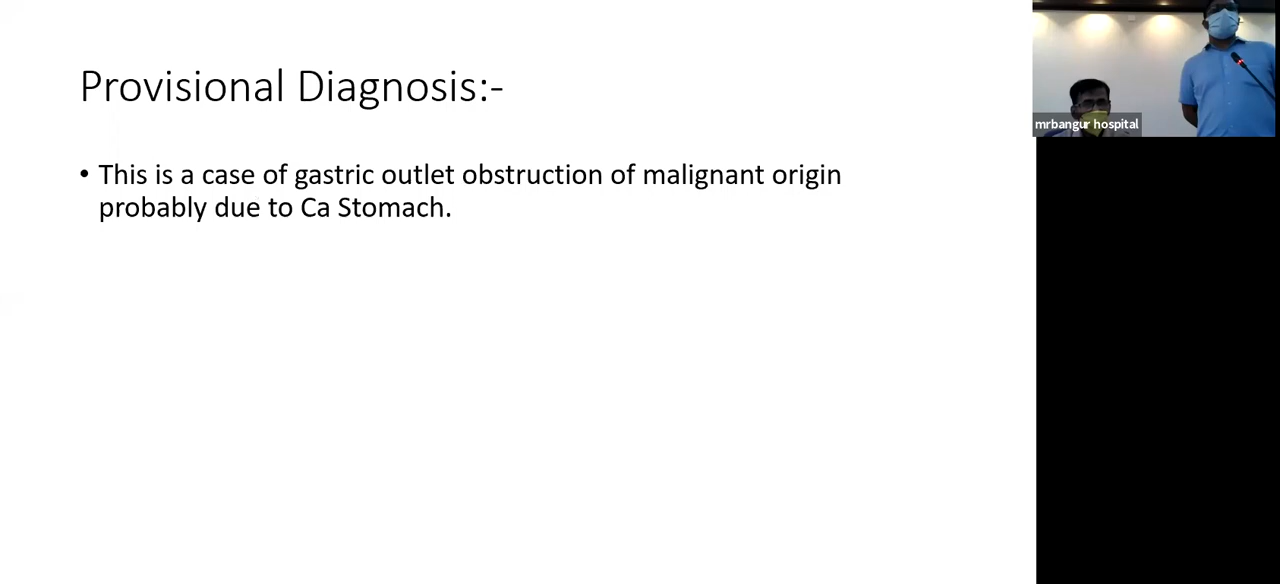 Provisional Diagnosis:-
• This is a case of gastric outlet obstruction of malignant origin
probably due to Ca Stomach.
mrbangur hospital